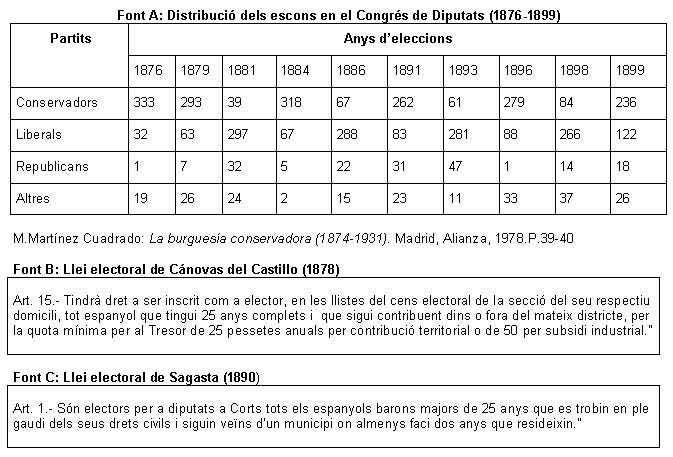 Font A: Distribució dels escons en el Congrés de Diputats (1876-1899)
Partits Anys d'eleccions
1876 1879 1881 1884 1886 1891 1893 1896 1898 1899
Conservadors 333 293 39 318 67 262 61 279 84 236
Liberals 32 63 297 67 288 83 281 88 266 122
Republicans 1 7 32 5 22 31 47 1 14 18
Altres 19 26 24 2 15 23 11 33 37 26
M.Martínez Cuadrado: La burguesía conservadora (1874-1931). Madrid, Alianza, 1978.P.39-40
Font B: Llei electoral de Cánovas del Castillo (1878)
Art. 15.- Tindrà dret a ser inscrit com a elector, en les llistes del cens electoral de la secció del seu respectiu
domicili, tot espanyol que tingui 25 anys complets i que sigui contribuent dins o fora del mateix districte, per
la quota mínima per al Tresor de 25 pessetes anuals per contribució territorial o de 50 per subsidi industrial."
Font C: Llei electoral de Sagasta (1890)
Art. 1.- Són electors per a diputats a Corts tots els espanyols barons majors de 25 anys que es trobin en ple
gaudi dels seus drets civils i siguin veïns d'un municipi on almenys faci dos anys que resideixin."